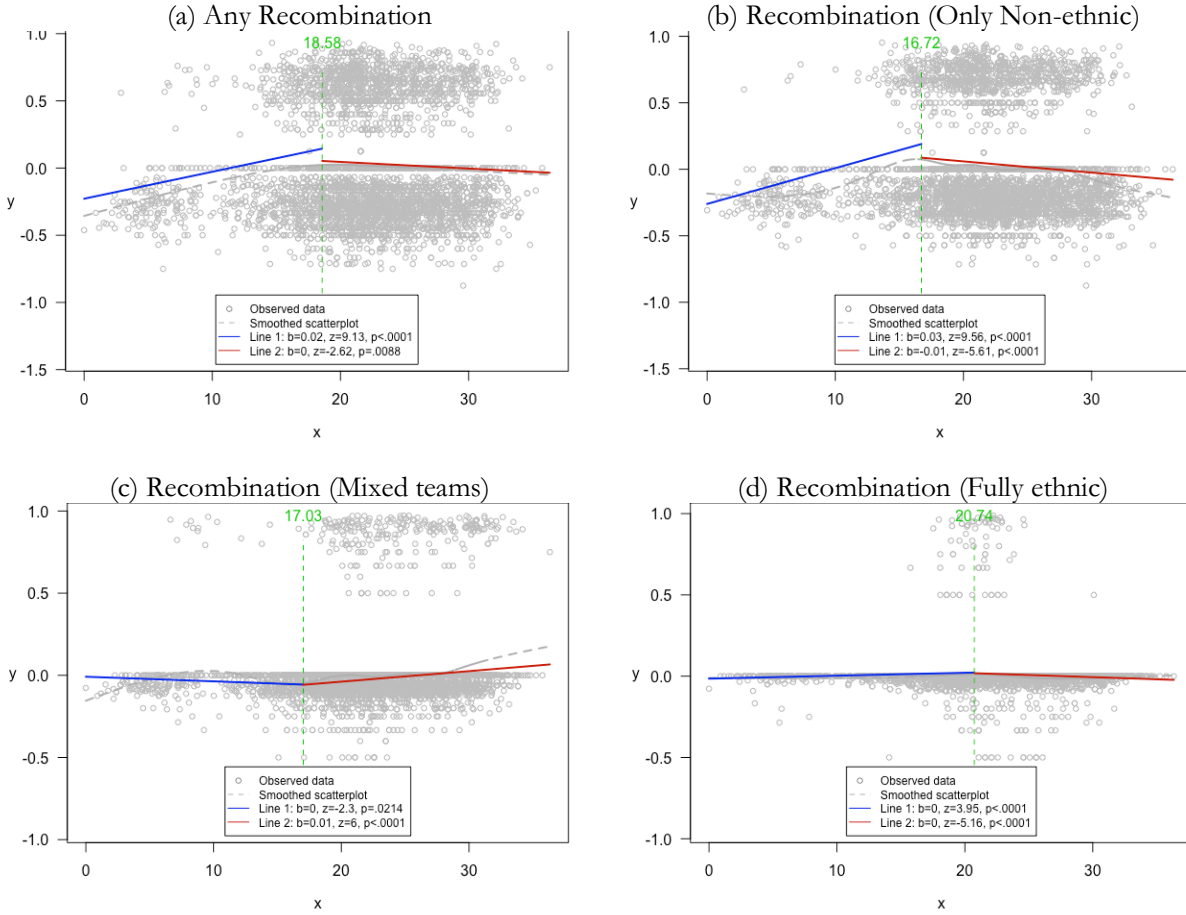 (a) Any Recombination
18.58
1.0
0.5
0.0
y
-0.5
-1.0
-1.5
Observed data
Smoothed scatterplot
Line 1: b=0.02, z=9.13, p<.0001
Line 2: b=0, z=-2.62, p=.0088
0 10 20 30
x
(b) Recombination (Only Non-ethnic)
16.72
1.0
0.5
0.0
y
-0.5
-1.0
-1.5
Observed data
Smoothed scatterplot
Line 1: b=0.03, z=9.56, p<.0001
Line 2: b=-0.01, z=-5.61, p<.0001
0 10 20 30
x
(c) Recombination (Mixed teams)
17.03
1.0
0.5
0.0
y
-0.5
-1.0
Observed data
Smoothed scatterplot
Line 1: b=0, z=-2.3, p=.0214
Line 2: b=0.01, z=6, p<.0001
0 10 20 30
x
(d) Recombination (Fully ethnic)
20.74
1.0
0.5
0.0
y
-0.5
-1.0
Observed data
Smoothed scatterplot
Line 1: b=0, z=3.95, p<.0001
Line 2: b=0, z=-5.16, p<.0001
0 10 20 30
x